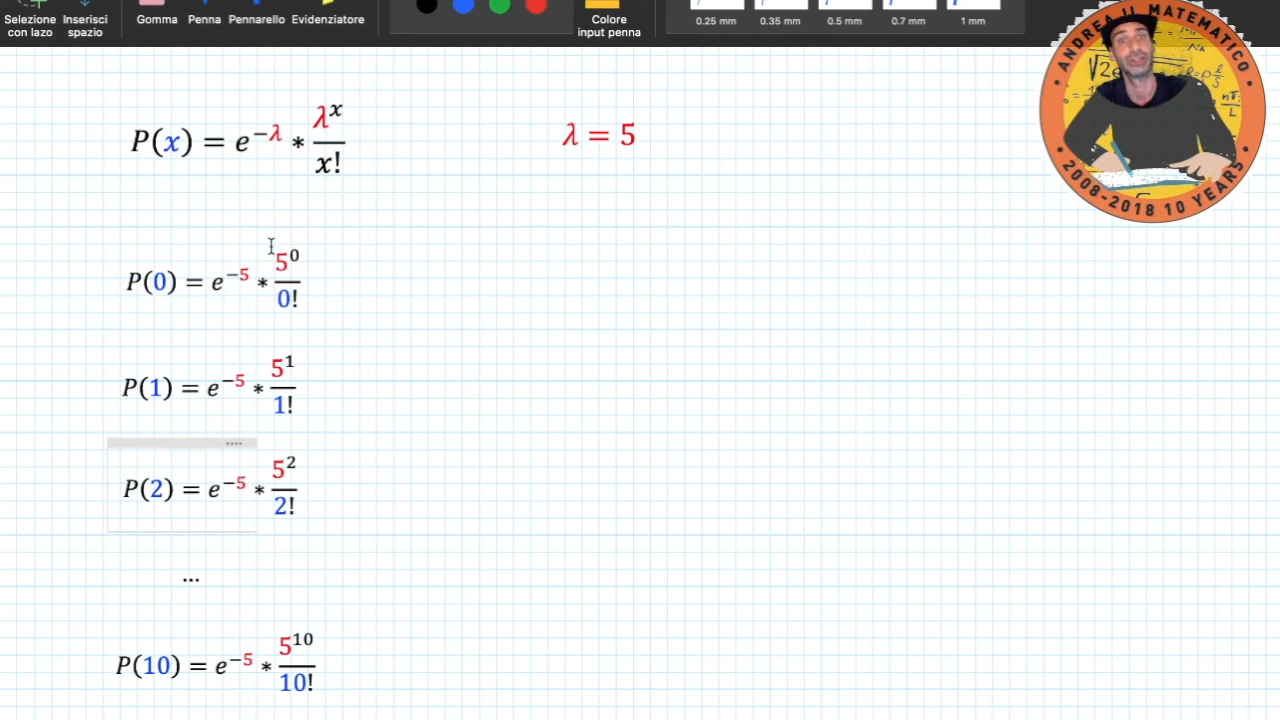 Selezione con lazo
Inserisci spazio
Gomma
Penna
Pennarello
Evidenziatore
Colore input penna
0.25 mm
0.35 mm
0.5 mm
0.7 mm
1 mm
ANDREA IL MATEMATICO
2008-2018 10 YEARS
P(x) = e^{-λ} * λ^x / x!
λ = 5
P(0) = e^{-5} * 5^0 / 0!
P(1) = e^{-5} * 5^1 / 1!
P(2) = e^{-5} * 5^2 / 2!
...
P(10) = e^{-5} * 5^{10} / 10!